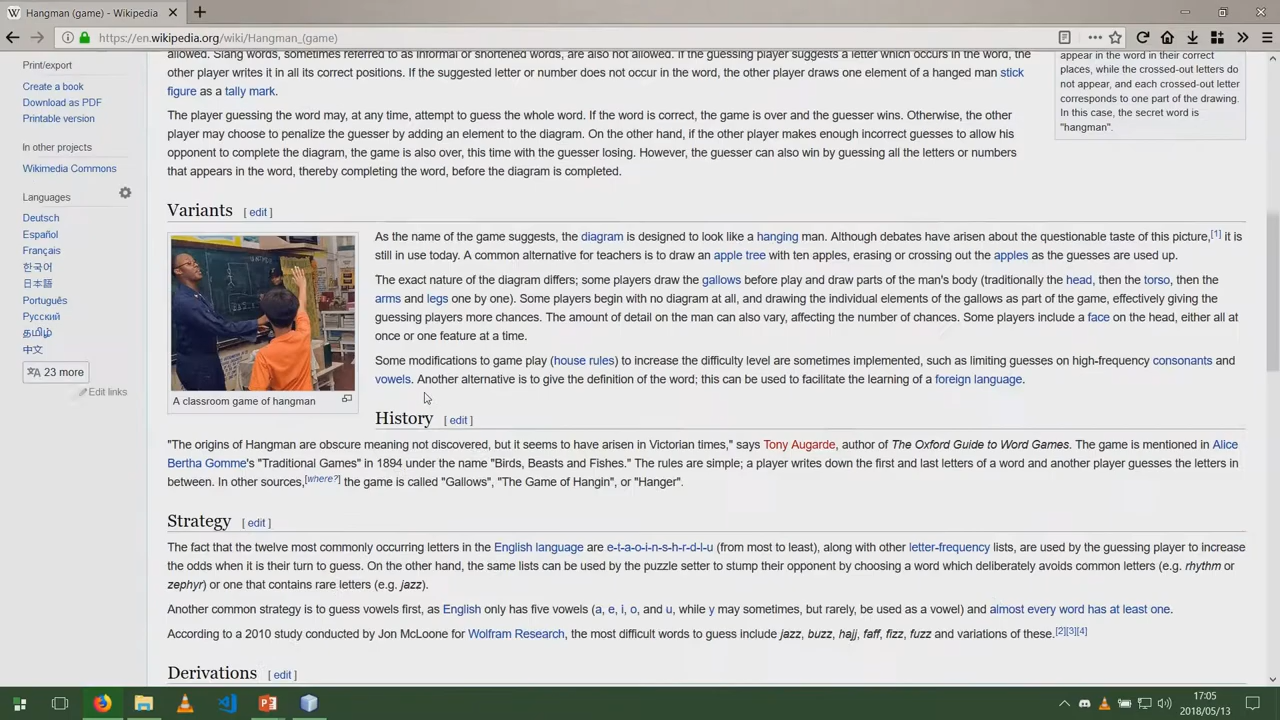 Hangman (game) - Wikipedia
https://en.wikipedia.org/wiki/Hangman_(game)
Print/export
Create a book
Download as PDF
Printable version
In other projects
Wikimedia Commons
Languages
Deutsch
Español
Français
한국어
日本語
Português
Русский
தமிழ்
中文
文A 23 more
Edit links
allowed. Slang words, sometimes referred to as informal or shortened words, are also not allowed. If the guessing player suggests a letter which occurs in the word, the
other player writes it in all its correct positions. If the suggested letter or number does not occur in the word, the other player draws one element of a hanged man stick
figure as a tally mark.
The player guessing the word may, at any time, attempt to guess the whole word. If the word is correct, the game is over and the guesser wins. Otherwise, the other
player may choose to penalize the guesser by adding an element to the diagram. On the other hand, if the other player makes enough incorrect guesses to allow his
opponent to complete the diagram, the game is also over, this time with the guesser losing. However, the guesser can also win by guessing all the letters or numbers
that appears in the word, thereby completing the word, before the diagram is completed.
appear in the word in their correct
places, while the crossed-out letters do
not appear, and each crossed-out letter
corresponds to one part of the drawing.
In this case, the secret word is
"hangman".
Variants [ edit ]
A classroom game of hangman
As the name of the game suggests, the diagram is designed to look like a hanging man. Although debates have arisen about the questionable taste of this picture,[1] it is
still in use today. A common alternative for teachers is to draw an apple tree with ten apples, erasing or crossing out the apples as the guesses are used up.
The exact nature of the diagram differs; some players draw the gallows before play and draw parts of the man's body (traditionally the head, then the torso, then the
arms and legs one by one). Some players begin with no diagram at all, and drawing the individual elements of the gallows as part of the game, effectively giving the
guessing players more chances. The amount of detail on the man can also vary, affecting the number of chances. Some players include a face on the head, either all at
once or one feature at a time.
Some modifications to game play (house rules) to increase the difficulty level are sometimes implemented, such as limiting guesses on high-frequency consonants and
vowels. Another alternative is to give the definition of the word; this can be used to facilitate the learning of a foreign language.
History [ edit ]
"The origins of Hangman are obscure meaning not discovered, but it seems to have arisen in Victorian times," says Tony Augarde, author of The Oxford Guide to Word Games. The game is mentioned in Alice
Bertha Gomme's "Traditional Games" in 1894 under the name "Birds, Beasts and Fishes." The rules are simple; a player writes down the first and last letters of a word and another player guesses the letters in
between. In other sources,[where?] the game is called "Gallows", "The Game of Hangin", or "Hanger".
Strategy [ edit ]
The fact that the twelve most commonly occurring letters in the English language are e-t-a-o-i-n-s-h-r-d-l-u (from most to least), along with other letter-frequency lists, are used by the guessing player to increase
the odds when it is their turn to guess. On the other hand, the same lists can be used by the puzzle setter to stump their opponent by choosing a word which deliberately avoids common letters (e.g. rhythm or
zephyr) or one that contains rare letters (e.g. jazz).
Another common strategy is to guess vowels first, as English only has five vowels (a, e, i, o, and u, while y may sometimes, but rarely, be used as a vowel) and almost every word has at least one.
According to a 2010 study conducted by Jon McLoone for Wolfram Research, the most difficult words to guess include jazz, buzz, hajj, faff, fizz, fuzz and variations of these.[2][3][4]
Derivations [ edit ]
17:05
2018/05/13